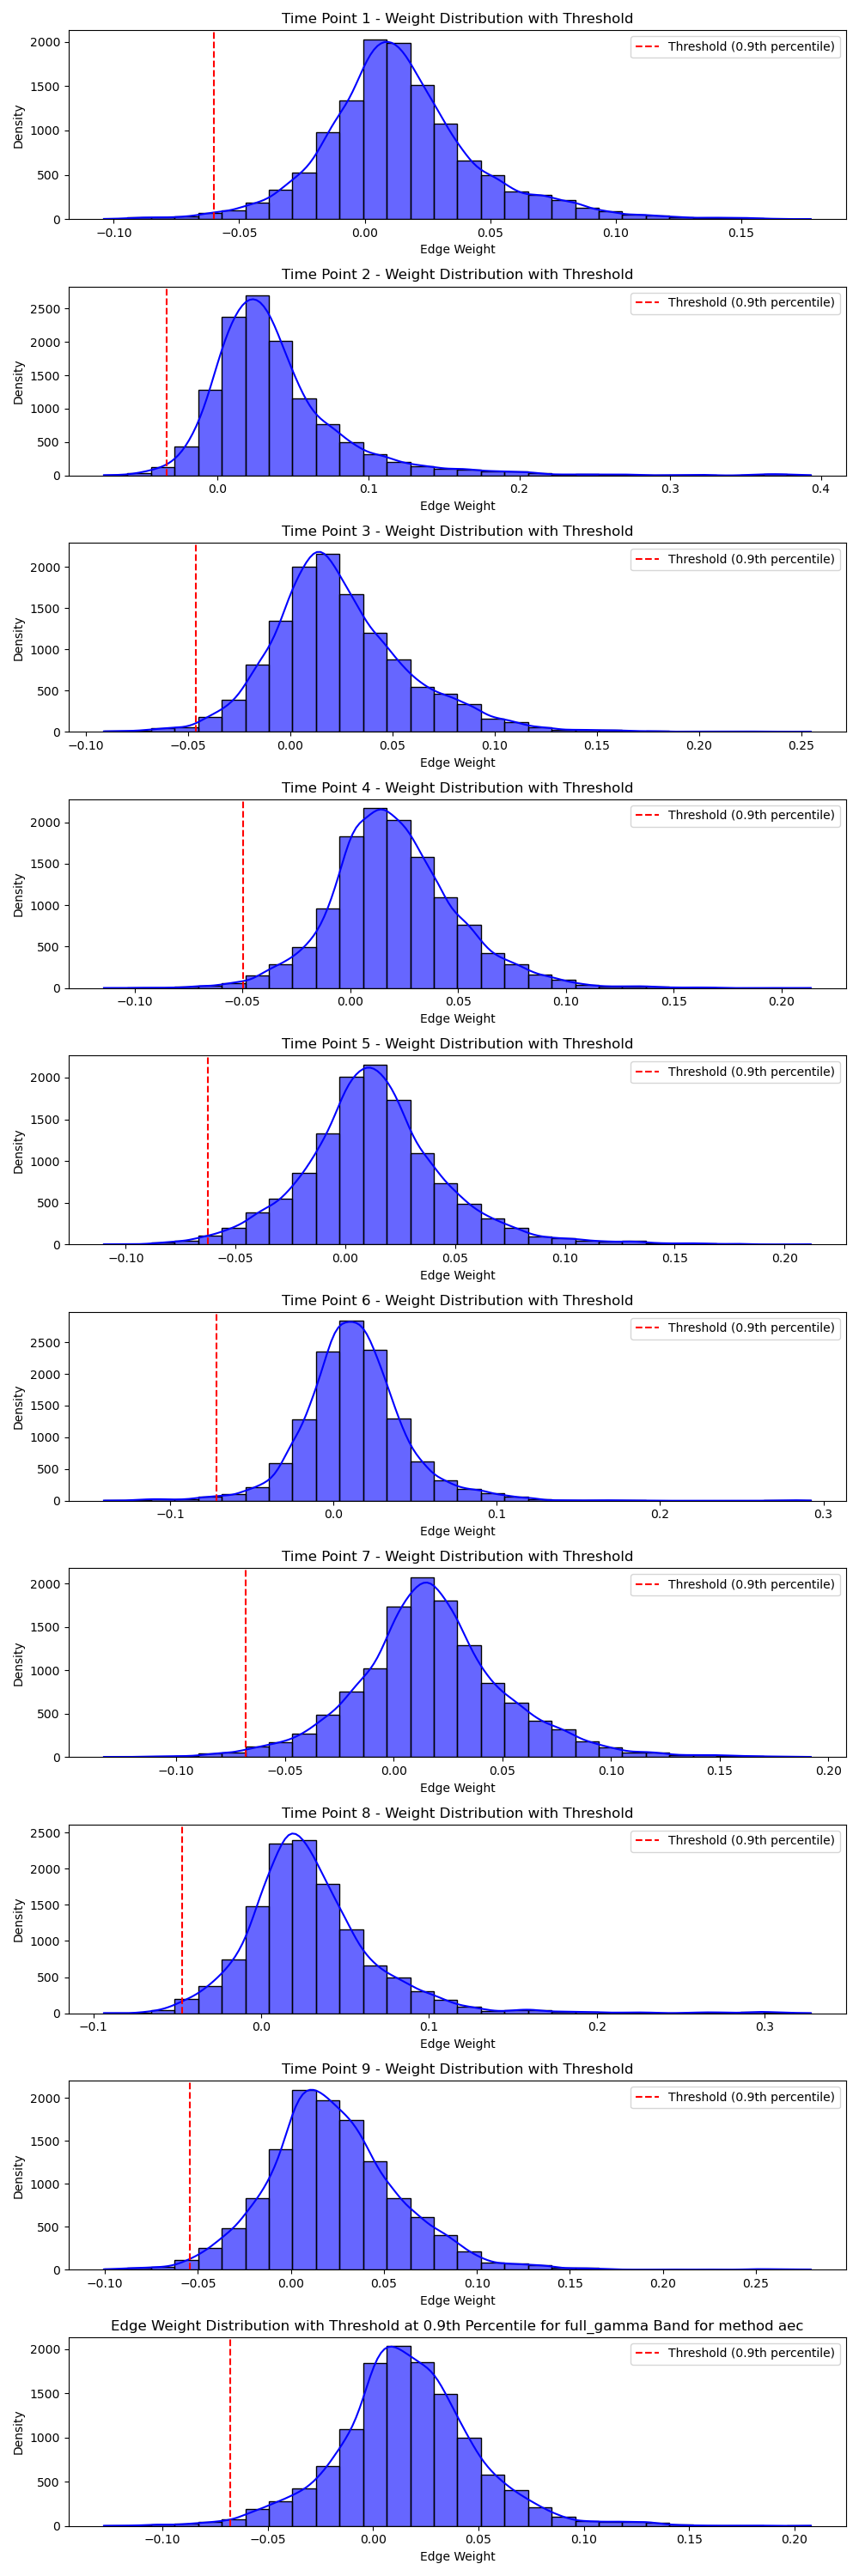 Time Point 1 - Weight Distribution with Threshold
Threshold (0.9th percentile)
Density
2000
1500
1000
500
0
−0.10 −0.05 0.00 0.05 0.10 0.15
Edge Weight
Time Point 2 - Weight Distribution with Threshold
Threshold (0.9th percentile)
Density
2500
2000
1500
1000
500
0
0.0 0.1 0.2 0.3 0.4
Edge Weight
Time Point 3 - Weight Distribution with Threshold
Threshold (0.9th percentile)
Density
2000
1500
1000
500
0
−0.10 −0.05 0.00 0.05 0.10 0.15 0.20 0.25
Edge Weight
Time Point 4 - Weight Distribution with Threshold
Threshold (0.9th percentile)
Density
2000
1500
1000
500
0
−0.10 −0.05 0.00 0.05 0.10 0.15 0.20
Edge Weight
Time Point 5 - Weight Distribution with Threshold
Threshold (0.9th percentile)
Density
2000
1500
1000
500
0
−0.10 −0.05 0.00 0.05 0.10 0.15 0.20
Edge Weight
Time Point 6 - Weight Distribution with Threshold
Threshold (0.9th percentile)
Density
2500
2000
1500
1000
500
0
−0.1 0.0 0.1 0.2 0.3
Edge Weight
Time Point 7 - Weight Distribution with Threshold
Threshold (0.9th percentile)
Density
2000
1500
1000
500
0
−0.10 −0.05 0.00 0.05 0.10 0.15 0.20
Edge Weight
Time Point 8 - Weight Distribution with Threshold
Threshold (0.9th percentile)
Density
2500
2000
1500
1000
500
0
−0.1 0.0 0.1 0.2 0.3
Edge Weight
Time Point 9 - Weight Distribution with Threshold
Threshold (0.9th percentile)
Density
2000
1500
1000
500
0
−0.10 −0.05 0.00 0.05 0.10 0.15 0.20 0.25
Edge Weight
Edge Weight Distribution with Threshold at 0.9th Percentile for full_gamma Band for method aec
Threshold (0.9th percentile)
Density
2000
1500
1000
500
0
−0.10 −0.05 0.00 0.05 0.10 0.15 0.20
Edge Weight